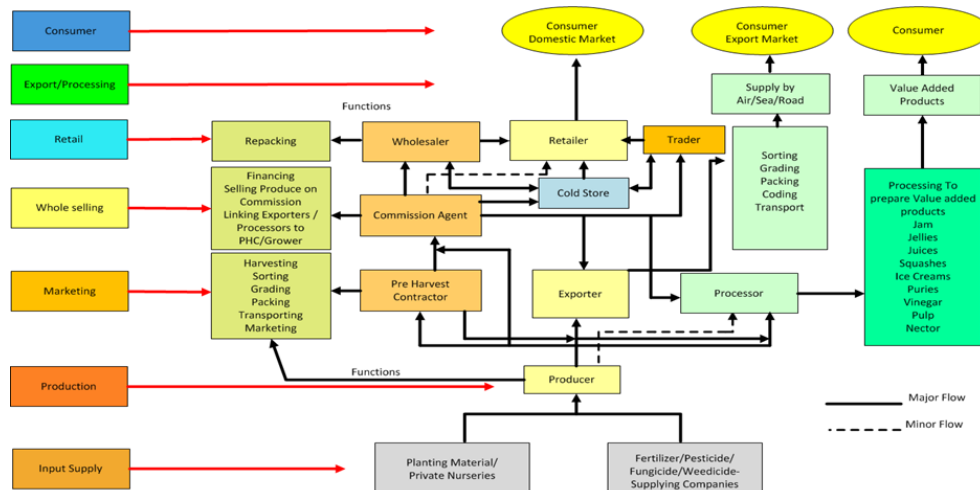 Consumer
Consumer
Domestic Market
Consumer
Export Market
Consumer
Export/Processing
Supply by
Air/Sea/Road
Value Added
Products
Functions
Retail
Repacking
Wholesaler
Retailer
Trader
Sorting
Grading
Packing
Coding
Transport
Whole selling
Financing
Selling Produce on
Commission
Linking Exporters /
Processors to
PHC/Grower
Commission Agent
Cold Store
Processing To
prepare Value added
products
Jam
Jellies
Juices
Squashes
Ice Creams
Puries
Vinegar
Pulp
Nector
Marketing
Harvesting
Sorting
Grading
Packing
Transporting
Marketing
Pre Harvest
Contractor
Exporter
Processor
Production
Functions
Producer
Major Flow
Minor Flow
Input Supply
Planting Material/
Private Nurseries
Fertilizer/Pesticide/
Fungicide/Weedicide-
Supplying Companies